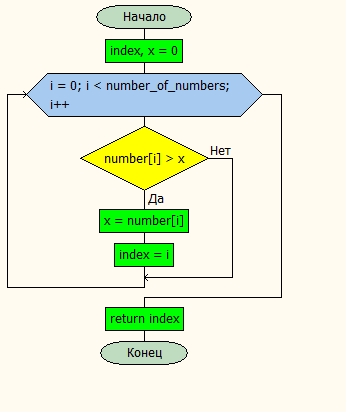 Начало
index, x = 0
i = 0; i < number_of_numbers;
i++
number[i] > x
Нет
Да
x = number[i]
index = i
return index
Конец